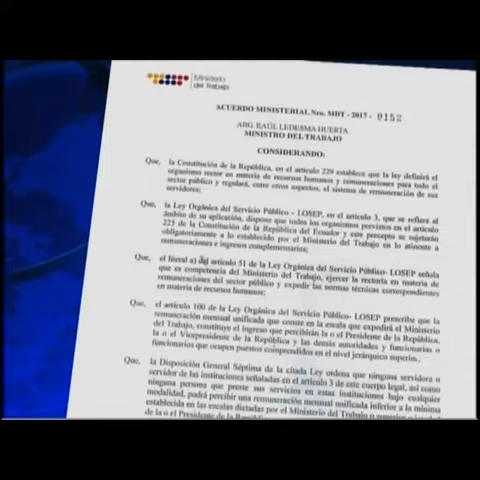 Ministerio
del Trabajo
ACUERDO MINISTERIAL Nro. MDT - 2017 - 0152
ABG. RAÚL LEDESMA HUERTA
MINISTRO DEL TRABAJO
CONSIDERANDO:
Que, la Constitución de la República, en el artículo 229 establece que la ley definirá el
organismo rector en materia de recursos humanos y remuneraciones para todo el
sector público y regulará, entre otros aspectos, el sistema de remuneración de sus
servidores;
Que, la Ley Orgánica del Servicio Público - LOSEP, en el artículo 3, que se refiere al
ámbito de su aplicación, dispone que todos los organismos previstos en el artículo
225 de la Constitución de la República del Ecuador y este precepto se sujetarán
obligatoriamente a lo establecido por el Ministerio del Trabajo en lo atinente a
remuneraciones e ingresos complementarios;
Que, el literal a) del artículo 51 de la Ley Orgánica del Servicio Público- LOSEP señala
que es competencia del Ministerio del Trabajo, ejercer la rectoría en materia de
remuneraciones del sector público y expedir las normas técnicas correspondientes
en materia de recursos humanos;
Que, el artículo 100 de la Ley Orgánica del Servicio Público- LOSEP prescribe que la
remuneración mensual unificada que conste en la escala que expedirá el Ministerio
del Trabajo, constituye el ingreso que percibirán la o el Presidente de la República,
la o el Vicepresidente de la República y las demás autoridades y funcionarias o
funcionarios que ocupen puestos comprendidos en el nivel jerárquico superior.
Que, la Disposición General Séptima de la citada Ley ordena que ninguna servidora o
servidor de las instituciones señaladas en el artículo 3 de este cuerpo legal, así como
ninguna persona que preste sus servicios en estas instituciones bajo cualquier
modalidad, podrá percibir una remuneración mensual unificada inferior a la mínima
establecida en las escalas dictadas por el Ministerio del Trabajo o superior
de la o el Presidente de la República